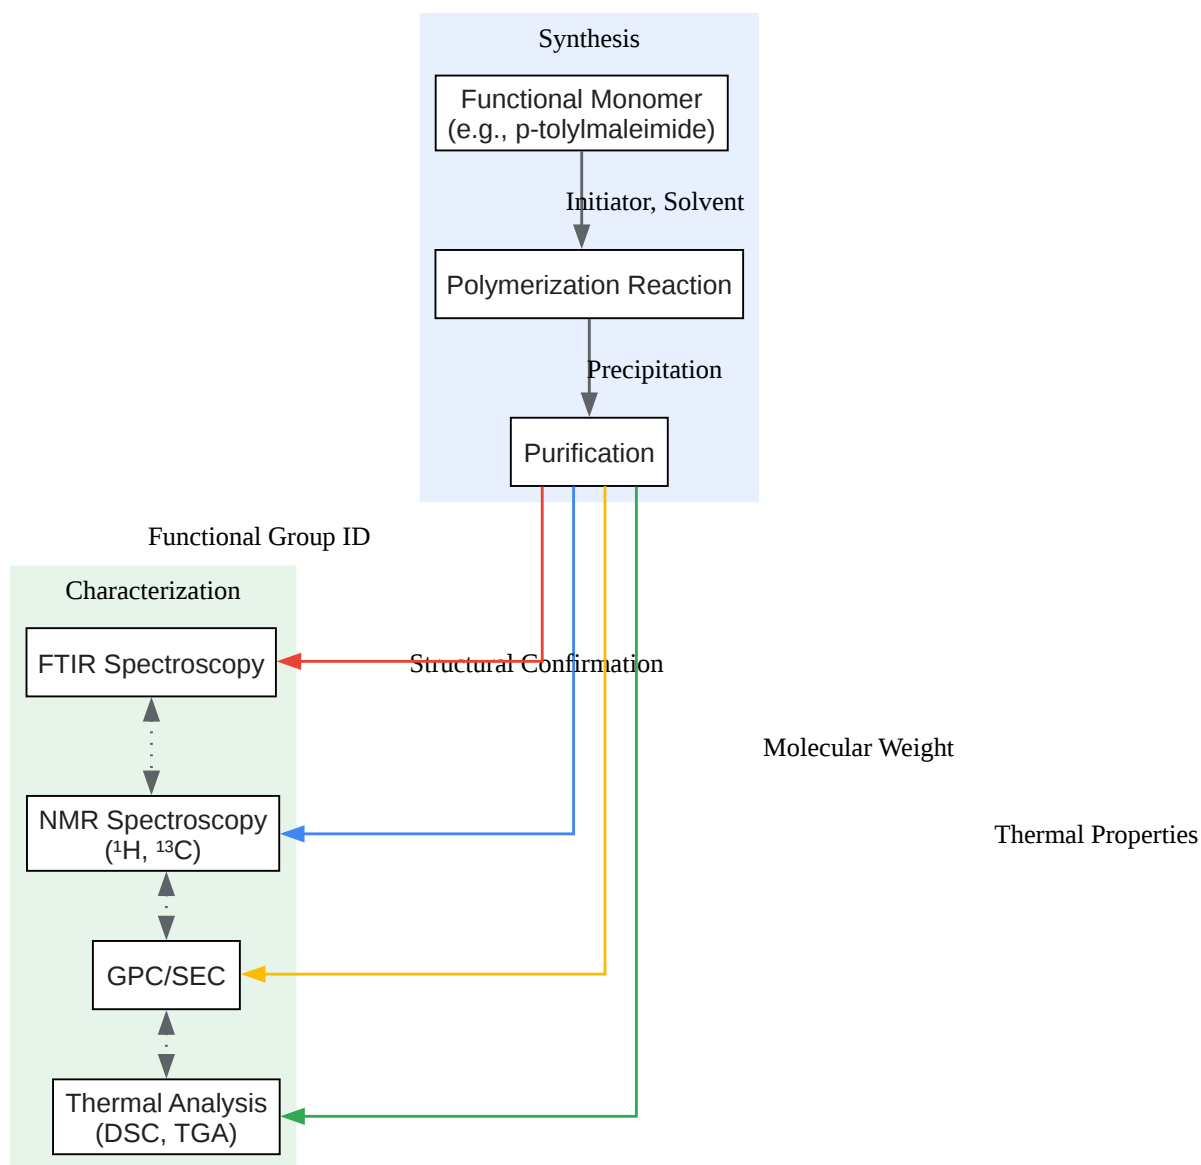 Synthesis
Functional Monomer
(e.g., p-tolylmaleimide)
Initiator, Solvent
Polymerization Reaction
Precipitation
Purification
Functional Group ID
Characterization
FTIR Spectroscopy
Structural Confirmation
Molecular Weight
NMR Spectroscopy
(¹H, ¹³C)
Thermal Properties
GPC/SEC
Thermal Analysis
(DSC, TGA)